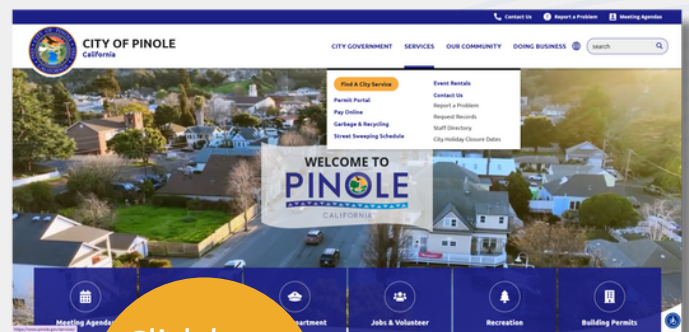 Contact Us Report a Problem Meeting Agendas
CITY OF PINOLE
California
CITY GOVERNMENT SERVICES OUR COMMUNITY DOING BUSINESS search
Find A City Service
Permit Portal
Pay Online
Garbage & Recycling
Street Sweeping Schedule
Event Rentals
Contact Us
Report a Problem
Request Records
Staff Directory
City Holiday Closure Dates
WELCOME TO
PINOLE
CALIFORNIA
Meeting Agendas
Jobs & Volunteer
Recreation
Building Permits